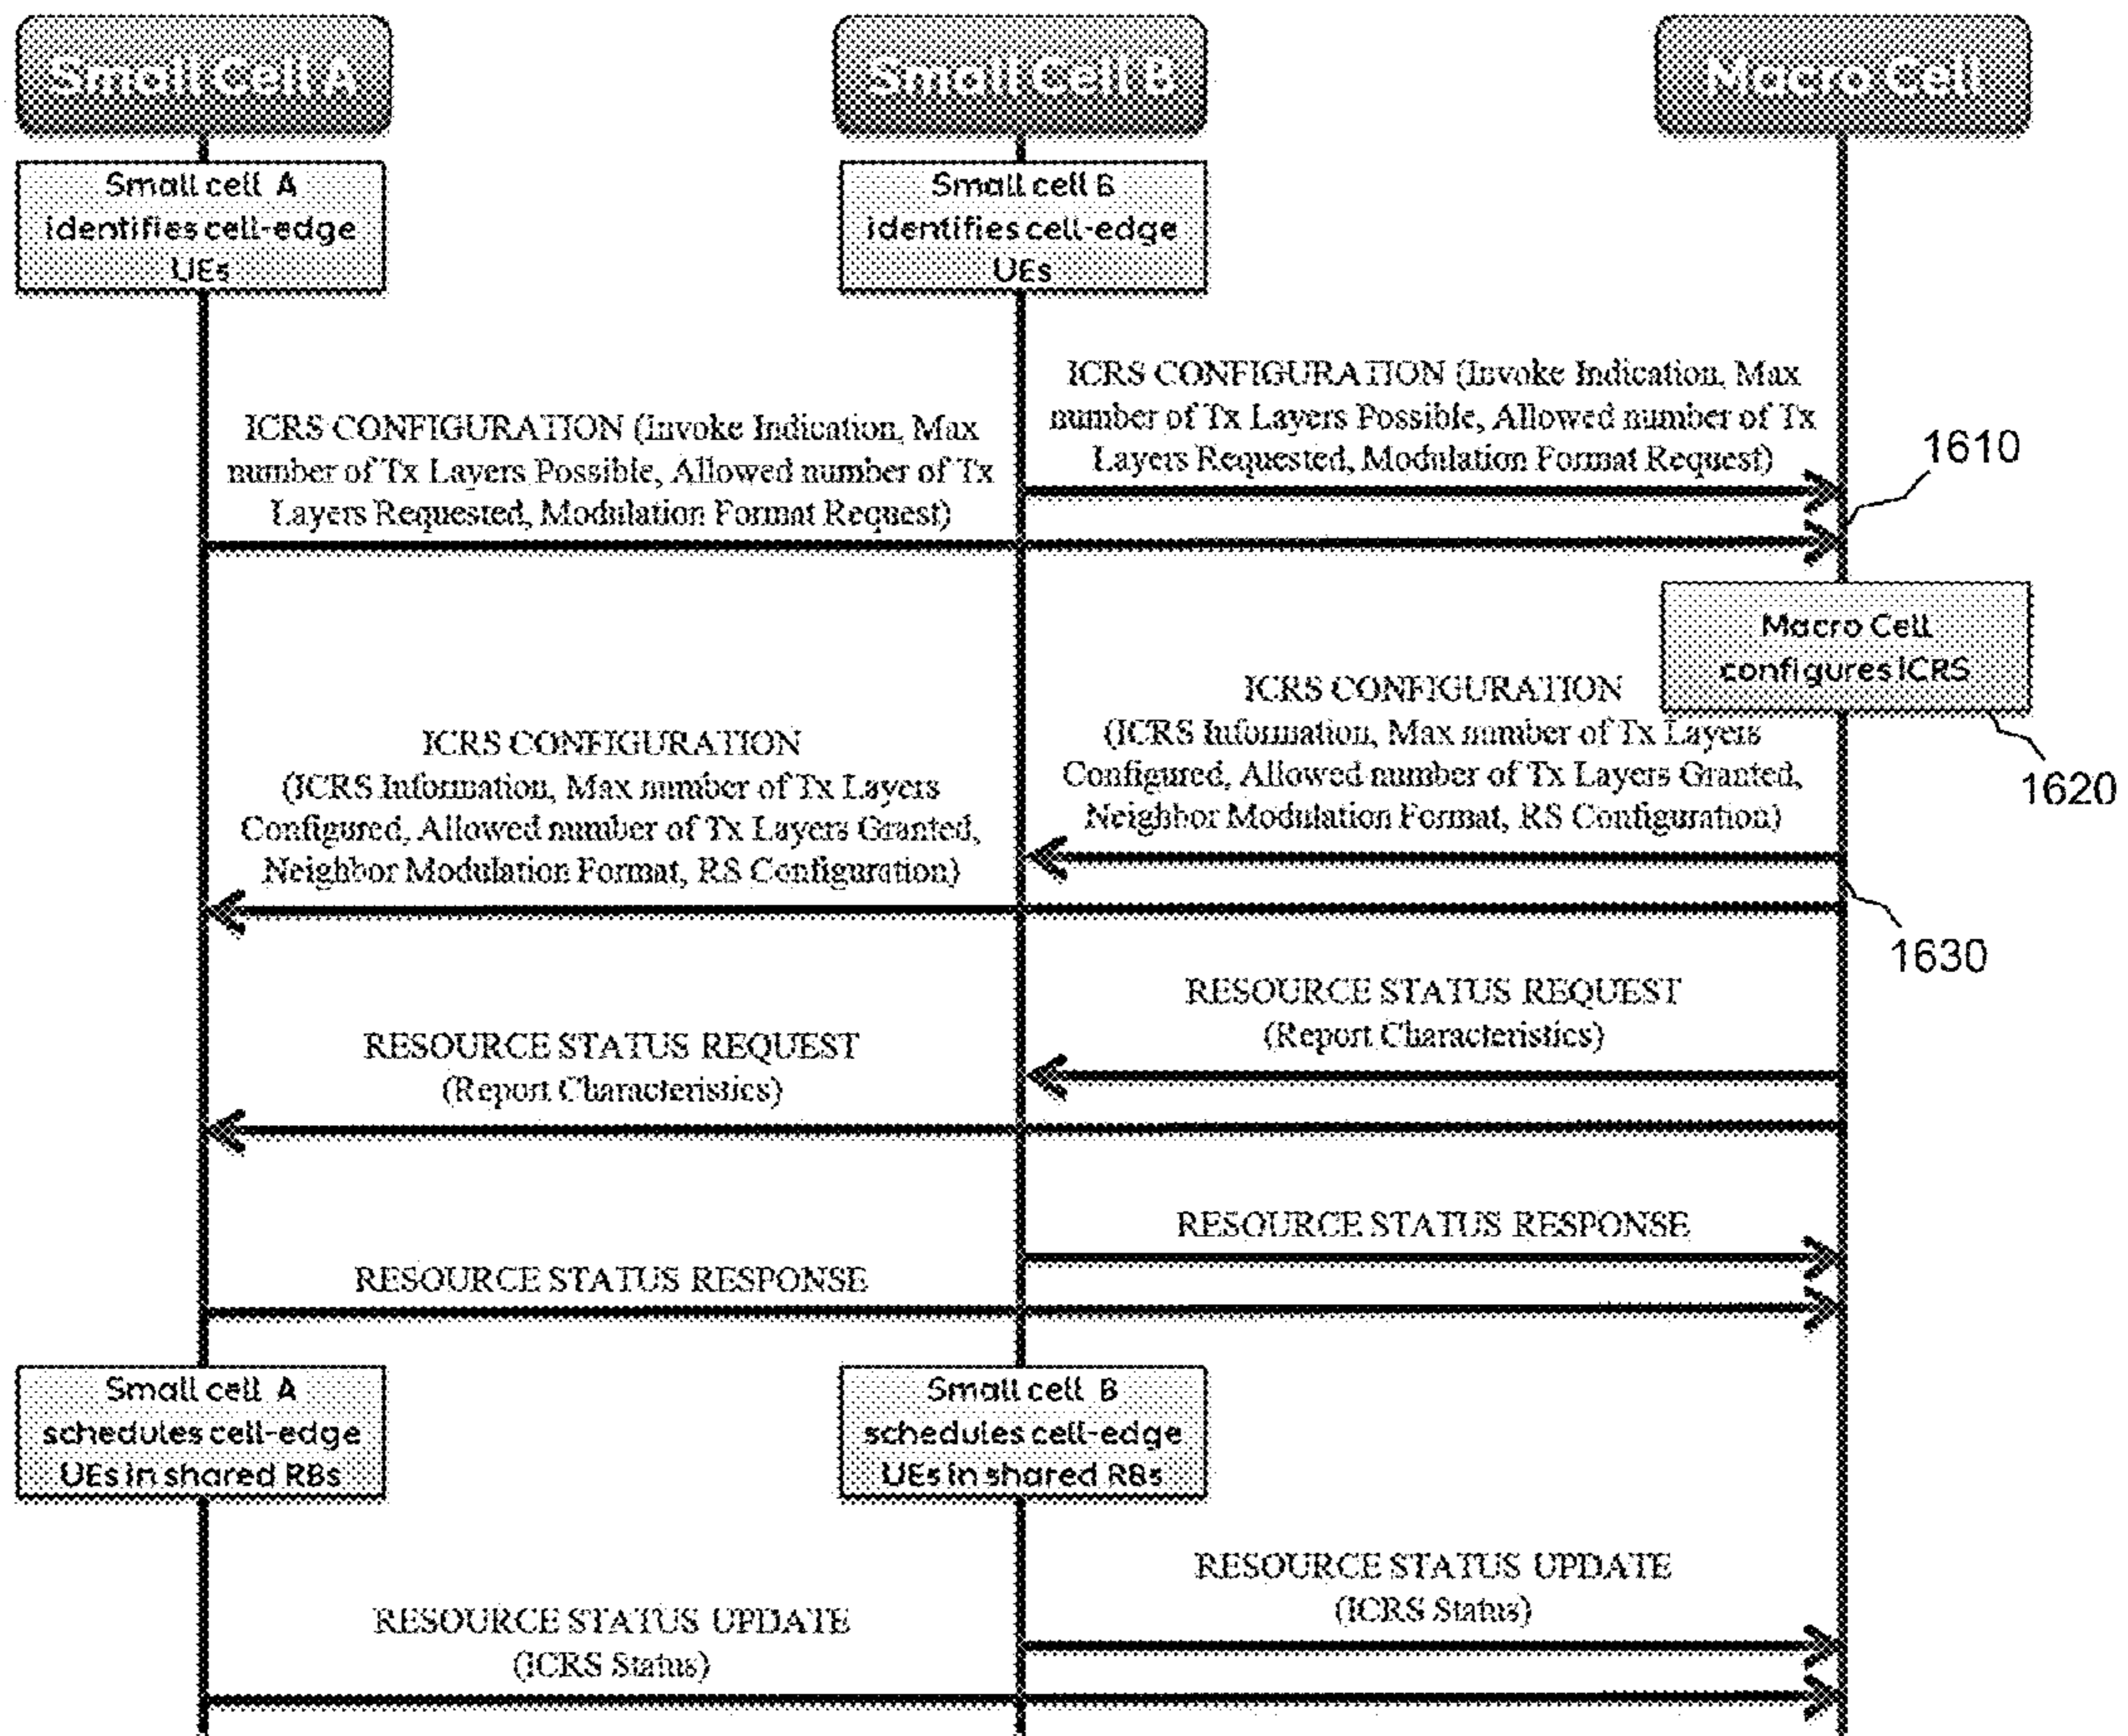 Small Cell A
Small Cell B
Macro Cell
Small cell A
identifies cell-edge
UEs
Small cell B
identifies cell-edge
UEs
ICRS CONFIGURATION (Invoke Indication, Max
number of Tx Layers Possible, Allowed number of Tx
Layers Requested, Modulation Format Request)
ICRS CONFIGURATION (Invoke Indication, Max
number of Tx Layers Possible, Allowed number of Tx
Layers Requested, Modulation Format Request)
1610
Macro Cell
configures ICRS
1620
ICRS CONFIGURATION
(ICRS Information, Max number of Tx Layers
Configured, Allowed number of Tx Layers Granted,
Neighbor Modulation Format, RS Configuration)
ICRS CONFIGURATION
(ICRS Information, Max number of Tx Layers
Configured, Allowed number of Tx Layers Granted,
Neighbor Modulation Format, RS Configuration)
1630
RESOURCE STATUS REQUEST
(Report Characteristics)
RESOURCE STATUS REQUEST
(Report Characteristics)
RESOURCE STATUS RESPONSE
RESOURCE STATUS RESPONSE
Small cell A
schedules cell-edge
UEs in shared RBs
Small cell B
schedules cell-edge
UEs in shared RBs
RESOURCE STATUS UPDATE
(ICRS Status)
RESOURCE STATUS UPDATE
(ICRS Status)